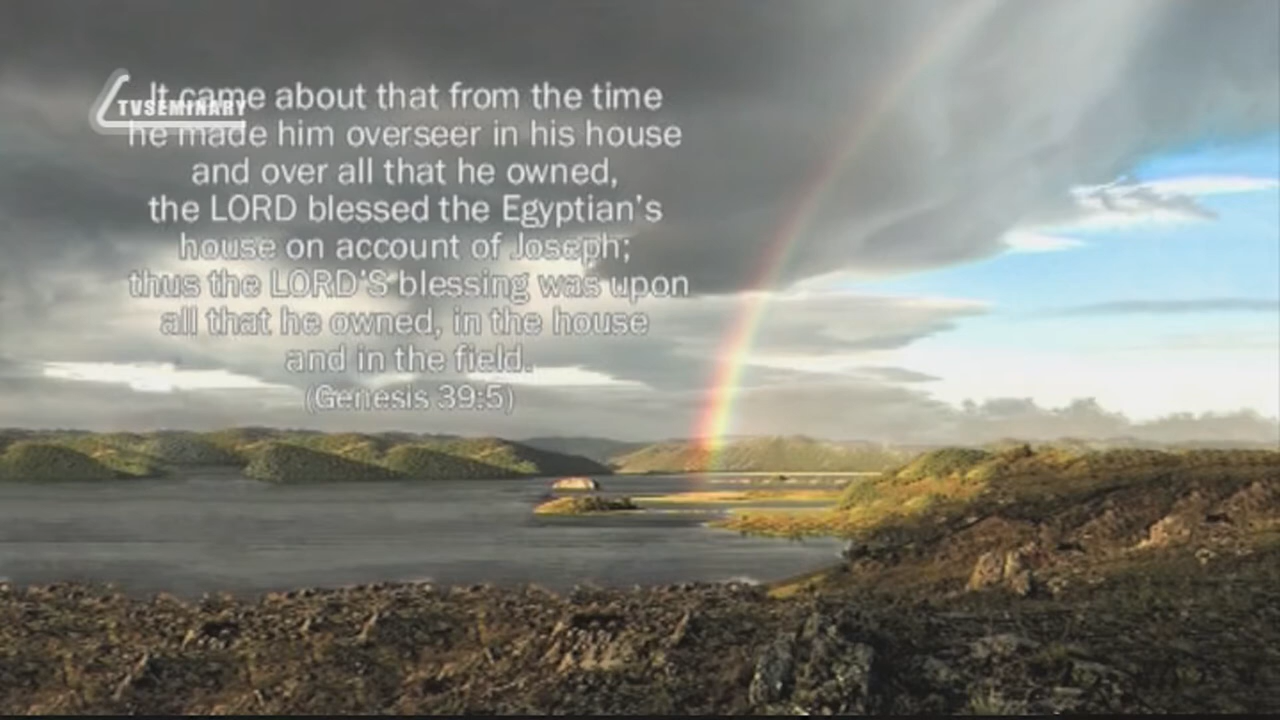 TVSEMINARY
It came about that from the time
he made him overseer in his house
and over all that he owned,
the LORD blessed the Egyptian's
house on account of Joseph;
thus the LORD'S blessing was upon
all that he owned, in the house
and in the field.
(Genesis 39:5)